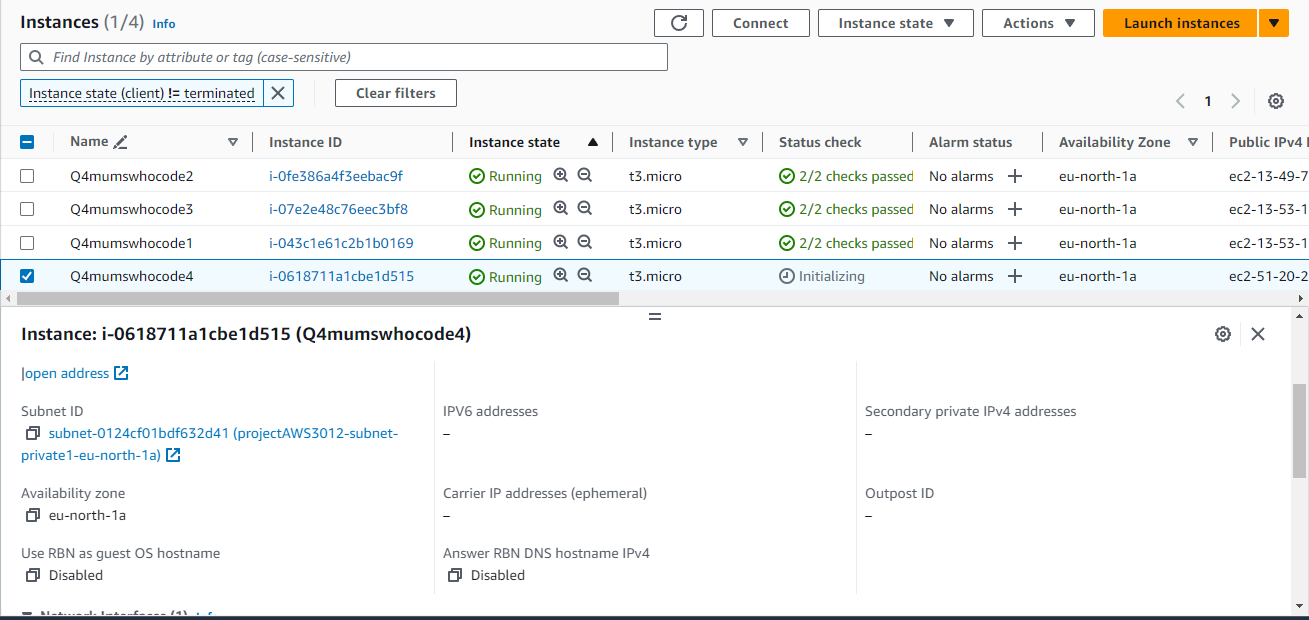 Instances (1/4) Info
Connect
Instance state
Actions
Launch instances
Find Instance by attribute or tag (case-sensitive)
Instance state (client) != terminated
Clear filters
1
Name Instance ID Instance state Instance type Status check Alarm status Availability Zone Public IPv4
Q4mumswhocode2 i-0fe386a4f3eebac9f Running t3.micro 2/2 checks passed No alarms eu-north-1a ec2-13-49-7
Q4mumswhocode3 i-07e2e48c76eec3bf8 Running t3.micro 2/2 checks passed No alarms eu-north-1a ec2-13-53-1
Q4mumswhocode1 i-043c1e61c2b1b0169 Running t3.micro 2/2 checks passed No alarms eu-north-1a ec2-13-53-1
Q4mumswhocode4 i-0618711a1cbe1d515 Running t3.micro Initializing No alarms eu-north-1a ec2-51-20-2
Instance: i-0618711a1cbe1d515 (Q4mumswhocode4)
|open address
Subnet ID
subnet-0124cf01bdf632d41 (projectAWS3012-subnet-
private1-eu-north-1a)
IPV6 addresses
–
Secondary private IPv4 addresses
–
Availability zone
eu-north-1a
Carrier IP addresses (ephemeral)
–
Outpost ID
–
Use RBN as guest OS hostname
Disabled
Answer RBN DNS hostname IPv4
Disabled
Network Interfaces (1) Info